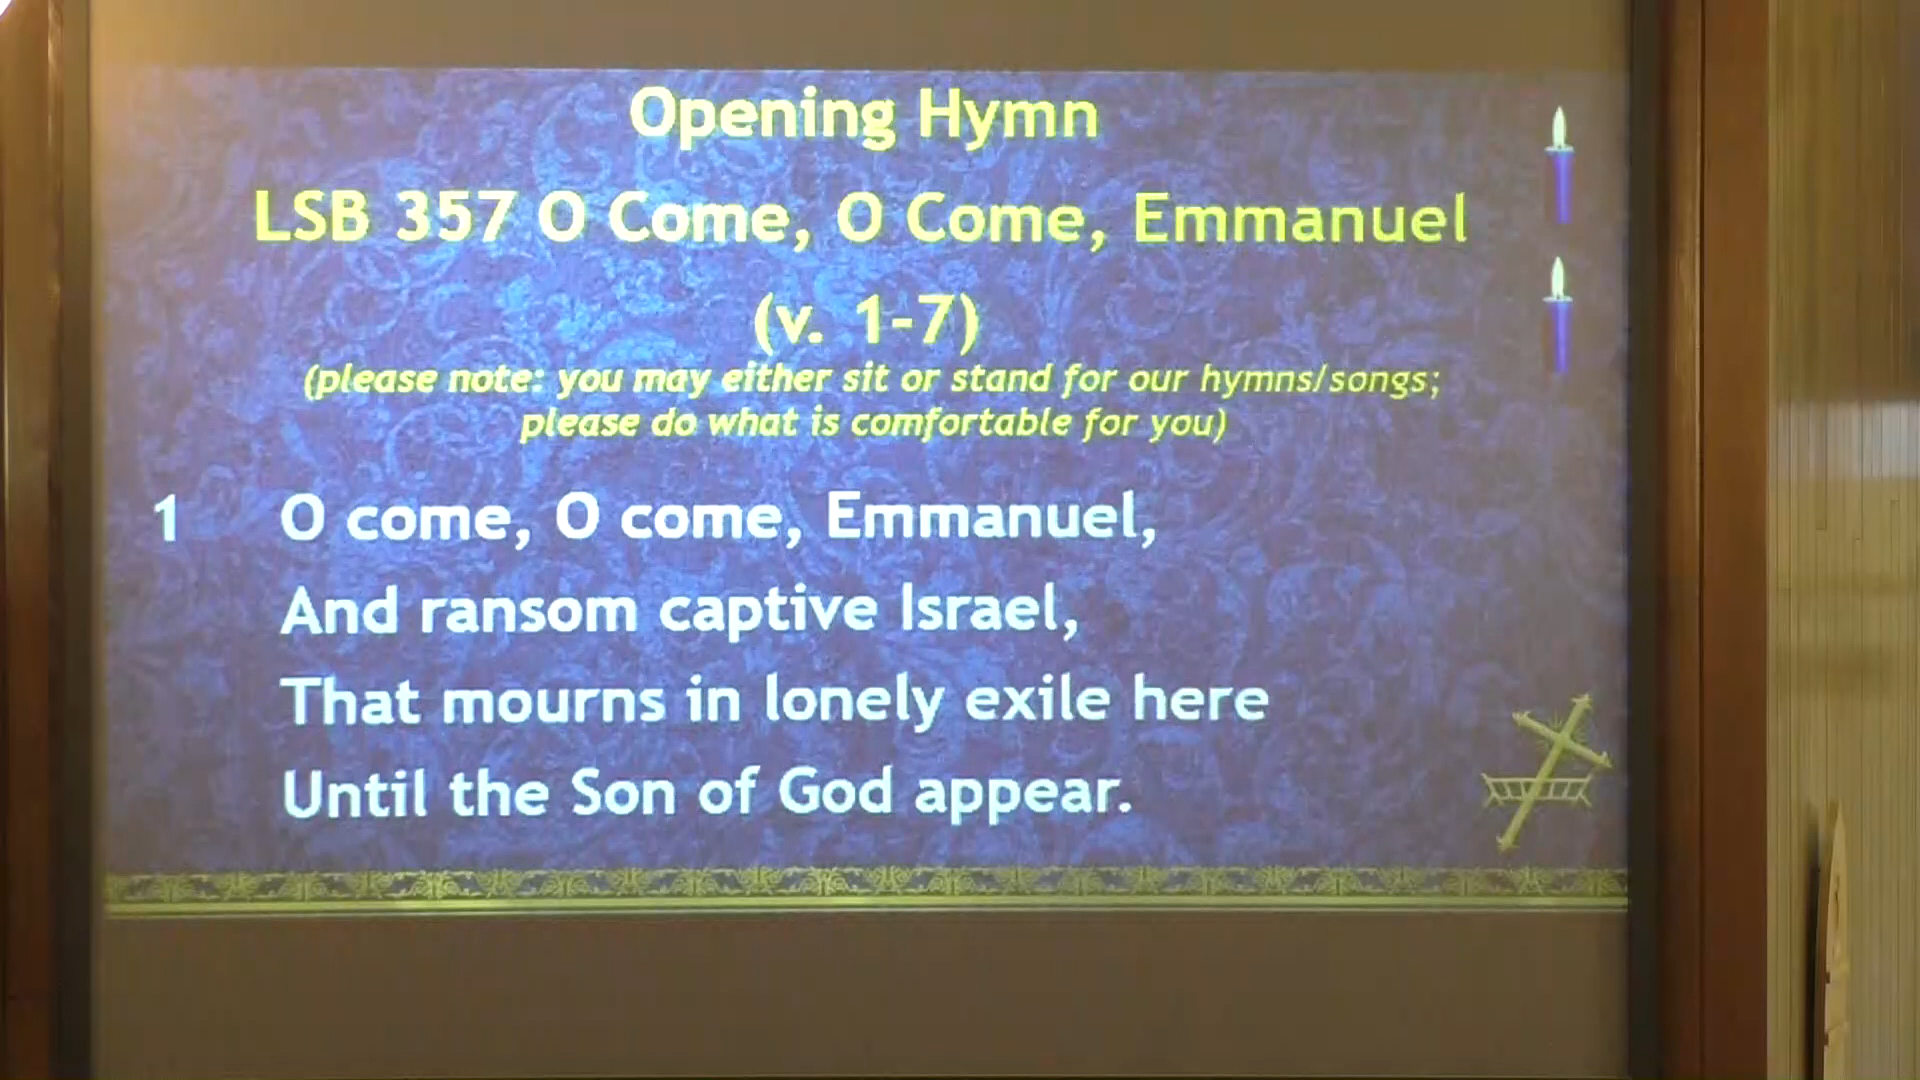 Opening Hymn
LSB 357 O Come, O Come, Emmanuel
(v. 1-7)
(please note: you may either sit or stand for our hymns/songs;
please do what is comfortable for you)
1 O come, O come, Emmanuel,
And ransom captive Israel,
That mourns in lonely exile here
Until the Son of God appear.